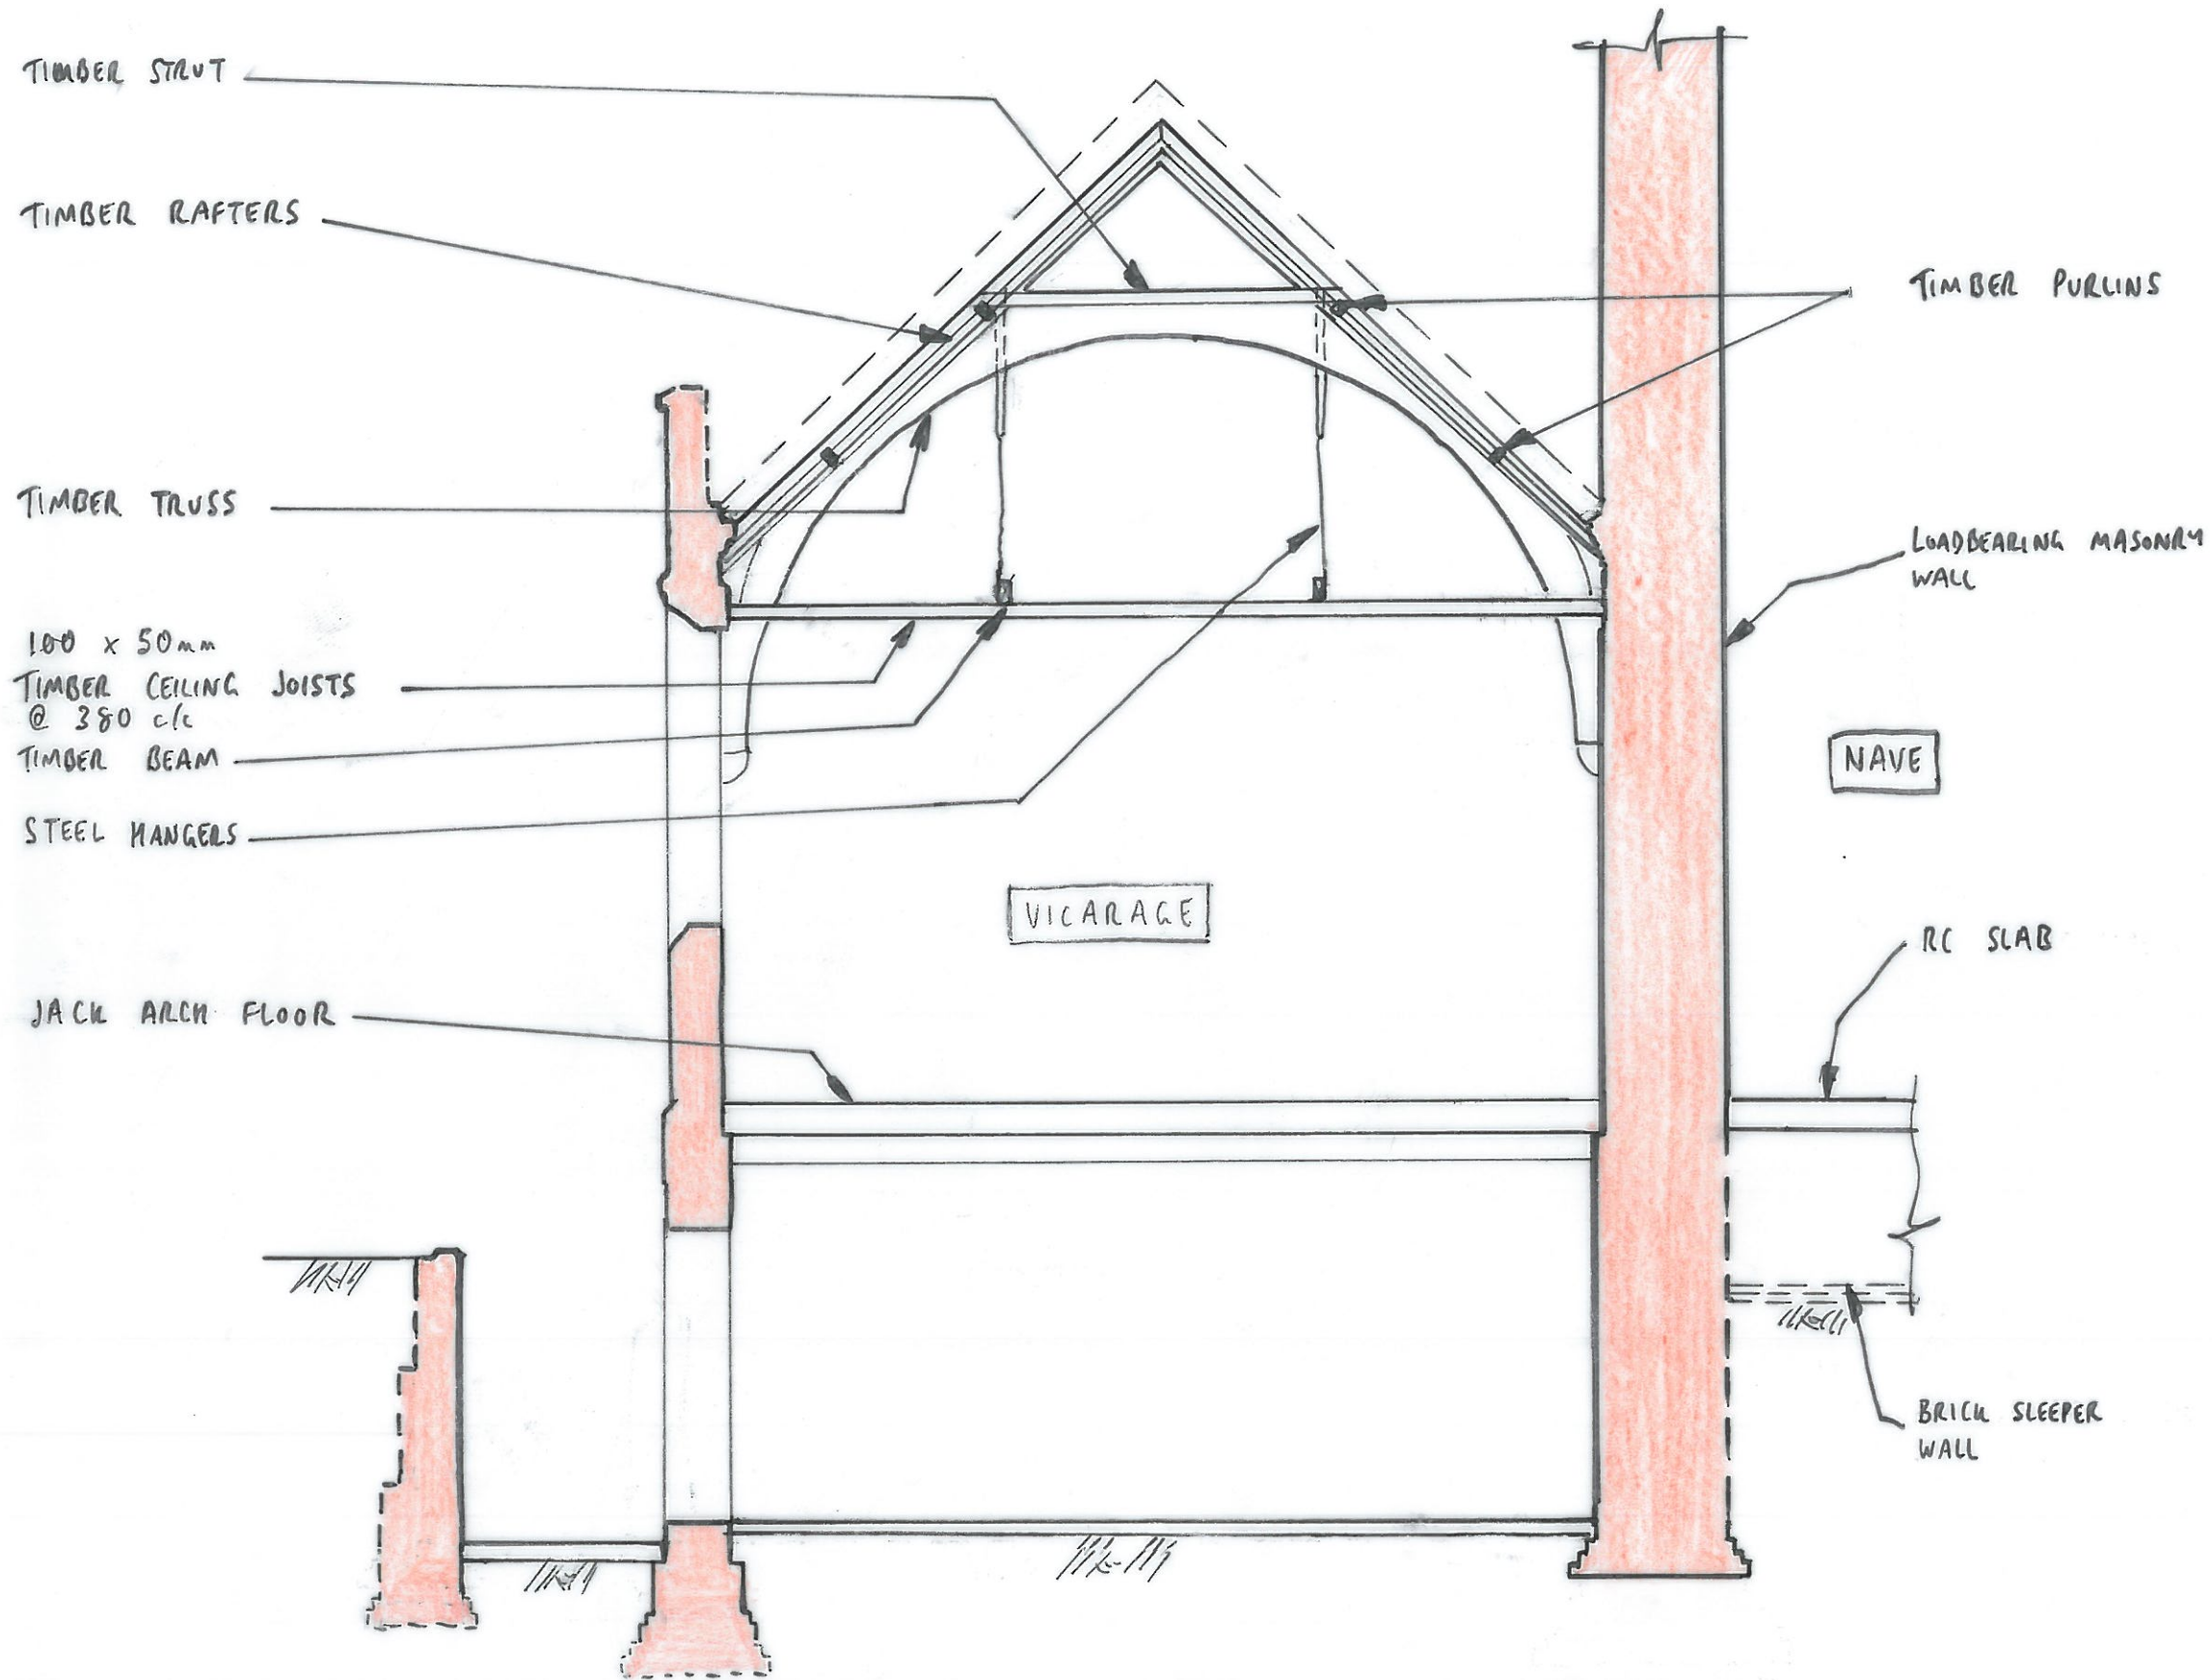 TIMBER STRUT
TIMBER RAFTERS
TIMBER TRUSS
100 x 50mm
TIMBER CEILING JOISTS
@ 380 c/c
TIMBER BEAM
STEEL HANGERS
JACK ARCH FLOOR
VICARAGE
TIMBER PURLINS
LOADBEARING MASONRY
WALL
NAVE
RC SLAB
BRICK SLEEPER
WALL